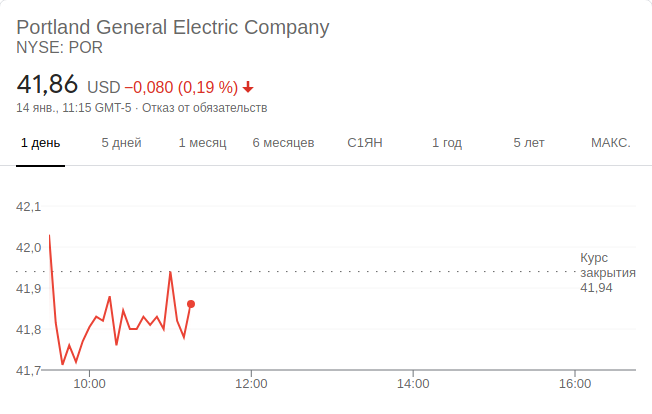 Portland General Electric Company
NYSE: POR
41,86 USD −0,080 (0,19 %)
14 янв., 11:15 GMT-5 · Отказ от обязательств
1 день 5 дней 1 месяц 6 месяцев С1ЯН 1 год 5 лет МАКС.
42,1
42,0
Курс
закрытия
41,94
41,9
41,8
41,7
10:00 12:00 14:00 16:00